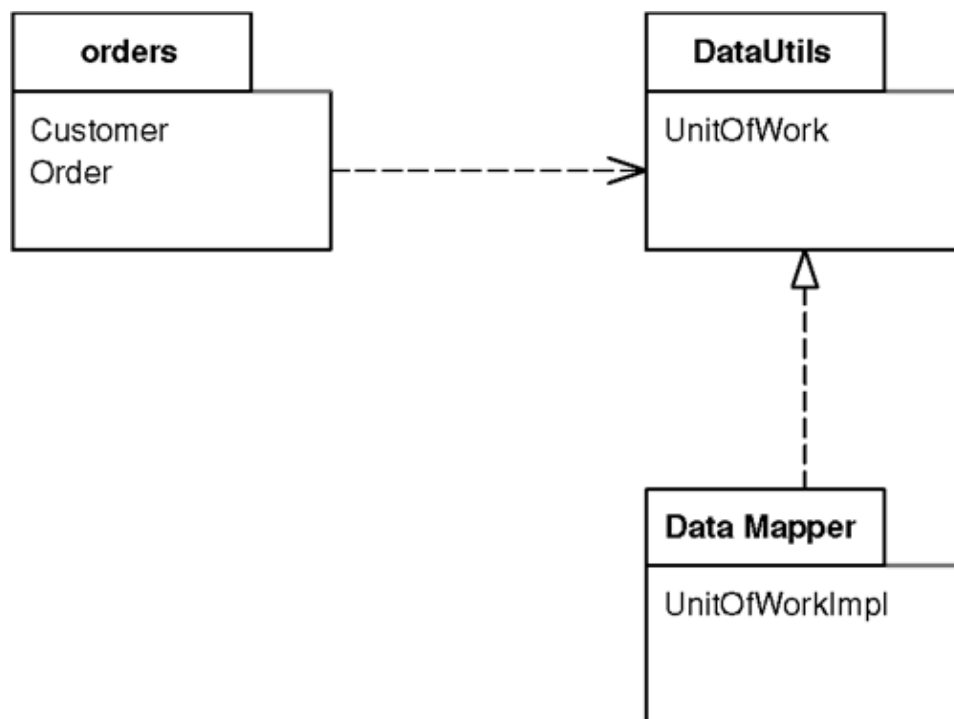 orders
Customer
Order
DataUtils
UnitOfWork
Data Mapper
UnitOfWorkImpl